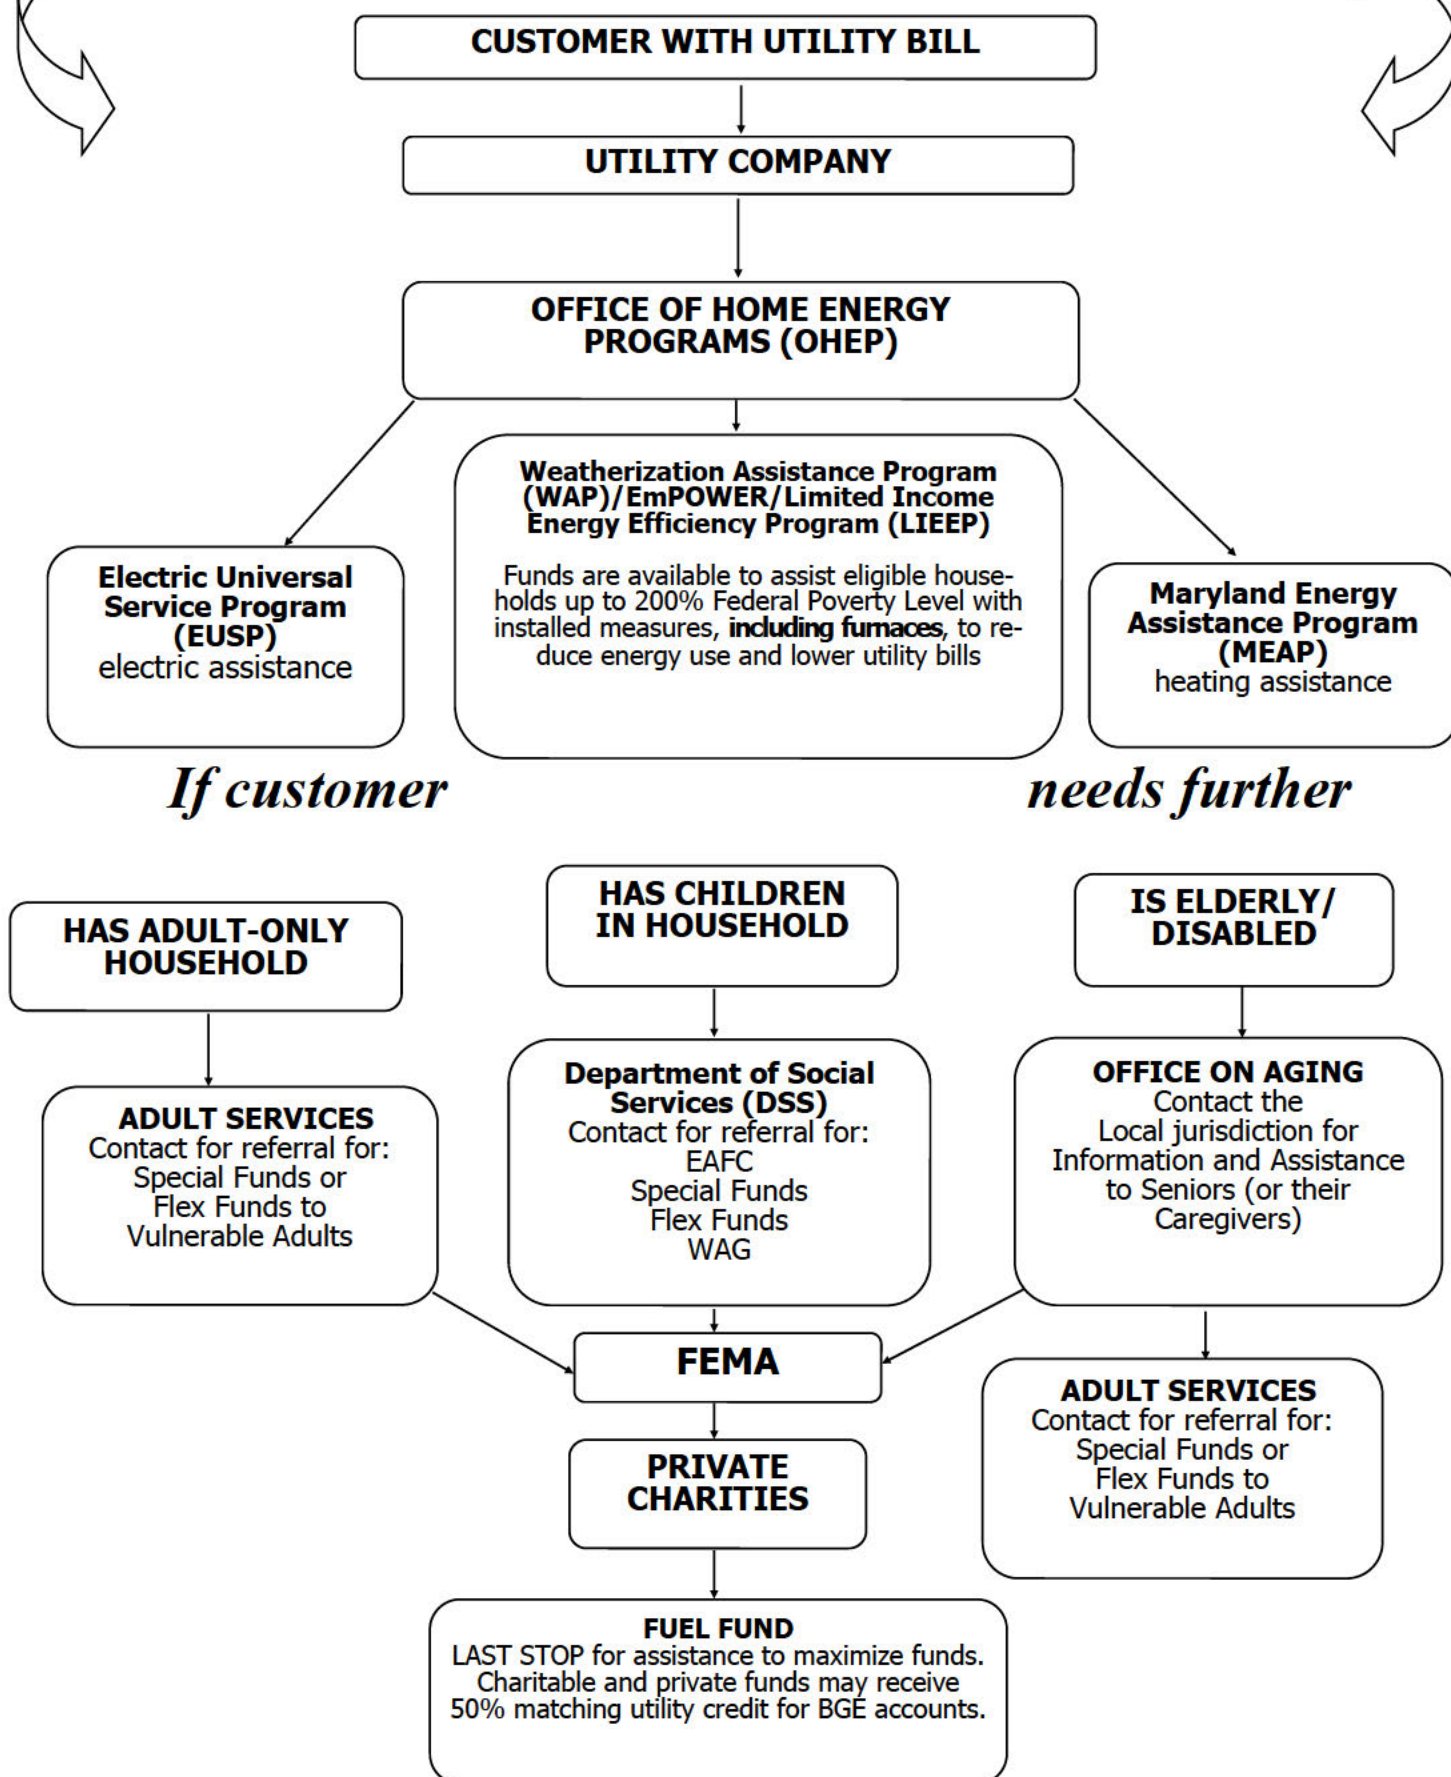 CUSTOMER WITH UTILITY BILL
UTILITY COMPANY
OFFICE OF HOME ENERGY
PROGRAMS (OHEP)
Electric Universal
Service Program
(EUSP)
electric assistance
Weatherization Assistance Program
(WAP)/EmPOWER/Limited Income
Energy Efficiency Program (LIEEP)
Funds are available to assist eligible house-
holds up to 200% Federal Poverty Level with
installed measures, including furnaces, to re-
duce energy use and lower utility bills
Maryland Energy
Assistance Program
(MEAP)
heating assistance
If customer
needs further
HAS ADULT-ONLY
HOUSEHOLD
HAS CHILDREN
IN HOUSEHOLD
IS ELDERLY/
DISABLED
ADULT SERVICES
Contact for referral for:
Special Funds or
Flex Funds to
Vulnerable Adults
Department of Social
Services (DSS)
Contact for referral for:
EAFC
Special Funds
Flex Funds
WAG
OFFICE ON AGING
Contact the
Local jurisdiction for
Information and Assistance
to Seniors (or their
Caregivers)
FEMA
ADULT SERVICES
Contact for referral for:
Special Funds or
Flex Funds to
Vulnerable Adults
PRIVATE
CHARITIES
FUEL FUND
LAST STOP for assistance to maximize funds.
Charitable and private funds may receive
50% matching utility credit for BGE accounts.